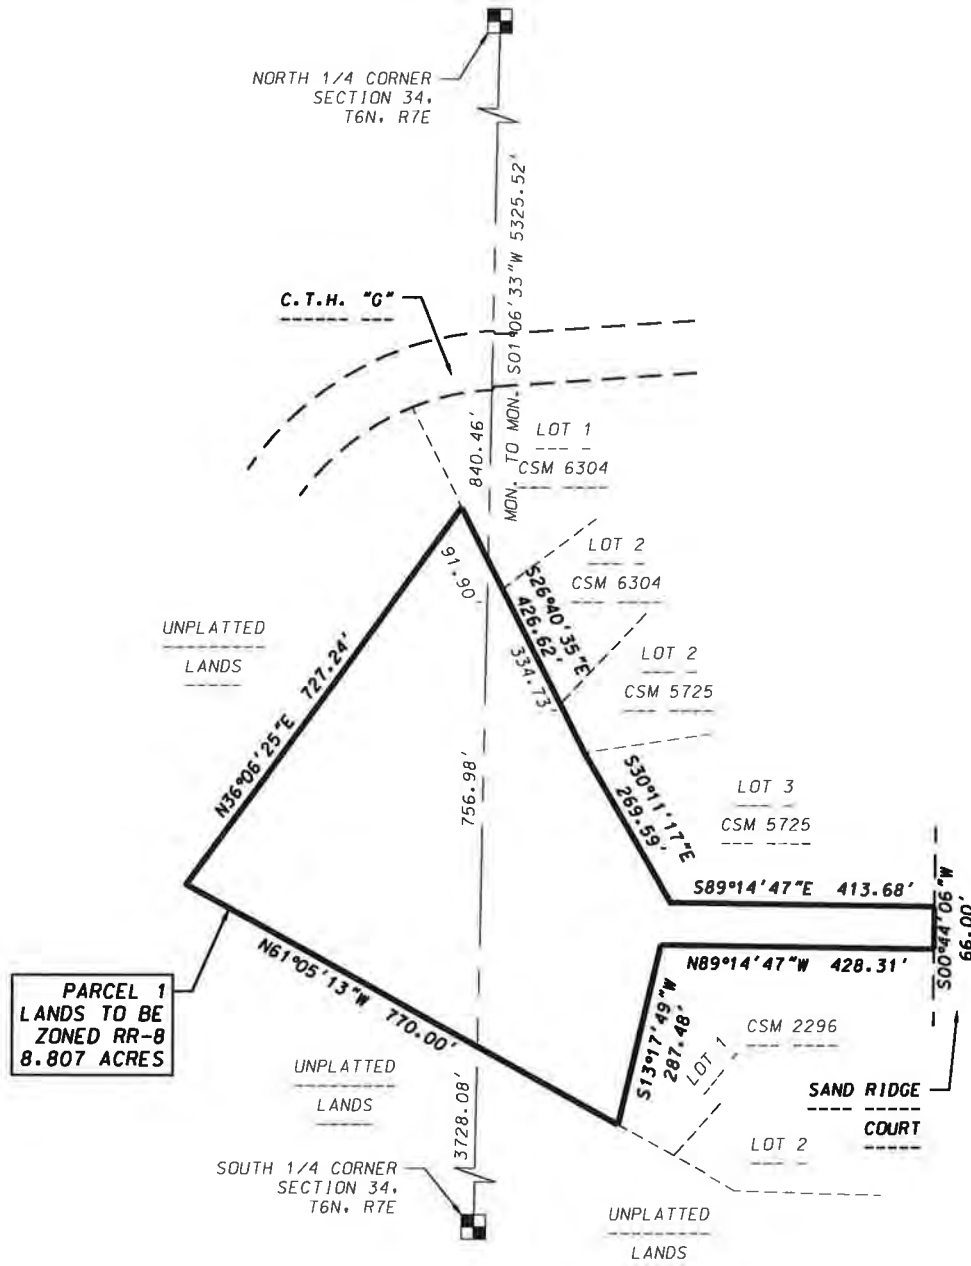 NORTH 1/4 CORNER
SECTION 34,
T6N, R7E
MON. TO MON. S01°06'33"W 5325.52'
C.T.H. "G"
840.46'
LOT 1
CSM 6304
LOT 2
CSM 6304
91.90'
S26°40'35"E
426.62'
334.73'
UNPLATTED
LANDS
LOT 2
CSM 5725
N36°06'25"E 727.24'
756.98'
S30°11'17"E
269.59'
LOT 3
CSM 5725
S89°14'47"E 413.68'
S00°44'06"W
66.00'
N89°14'47"W 428.31'
N61°05'13"W 770.00'
PARCEL 1
LANDS TO BE
ZONED RR-8
8.807 ACRES
S13°17'49"W
287.48'
CSM 2296
LOT 1
UNPLATTED
LANDS
SAND RIDGE
COURT
3728.08'
LOT 2
SOUTH 1/4 CORNER
SECTION 34,
T6N, R7E
UNPLATTED
LANDS